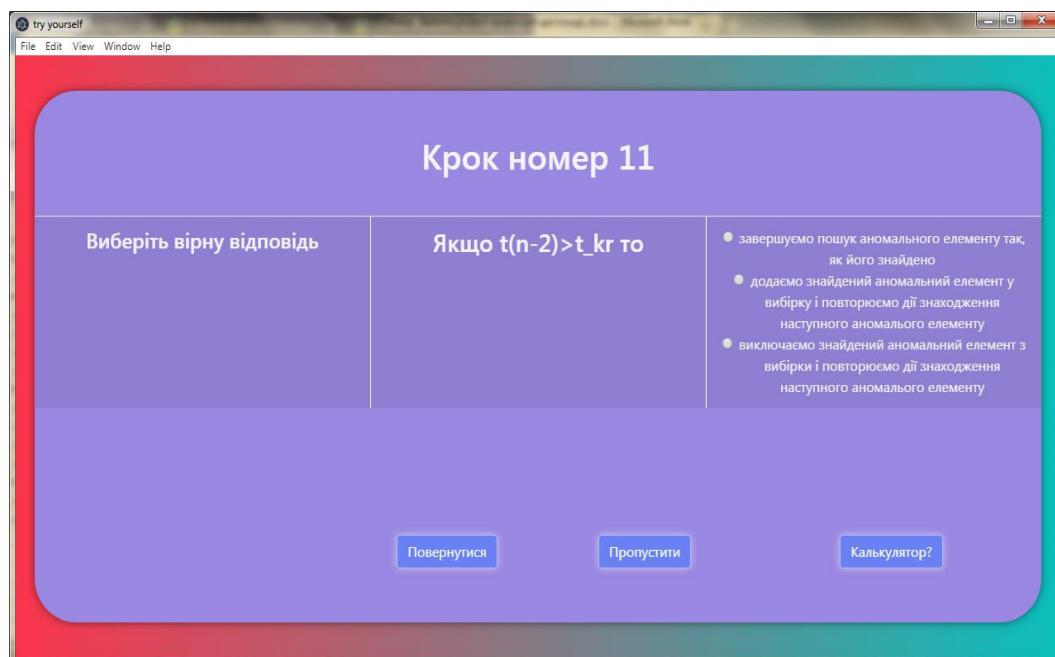 try yourself
File Edit View Window Help
Крок номер 11
Виберіть вірну відповідь
Якщо t(n-2)>t_kr то
завершуємо пошук аномального елементу так,
як його знайдено
додаємо знайдений аномальний елемент у
вибірку і повторюємо дії знаходження
наступного аномалього елементу
виключаємо знайдений аномальний елемент з
вибірки і повторюємо дії знаходження
наступного аномалього елементу
Повернутися
Пропустити
Калькулятор?